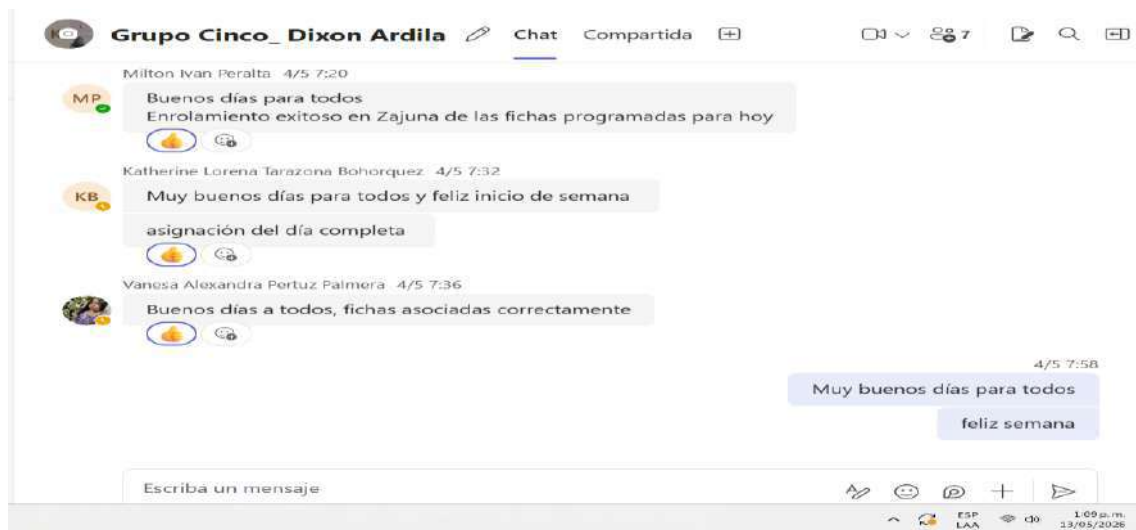 Grupo Cinco_ Dixon Ardila Chat Compartida 7
Milton Ivan Peralta 4/5 7:20
MP
Buenos días para todos
Enrolamiento exitoso en Zajuna de las fichas programadas para hoy
Katherine Lorena Tarazona Bohorquez 4/5 7:32
KB
Muy buenos días para todos y feliz inicio de semana
asignación del día completa
Vanesa Alexandra Pertuz Palmera 4/5 7:36
Buenos días a todos, fichas asociadas correctamente
4/5 7:58
Muy buenos días para todos
feliz semana
Escriba un mensaje
ESP
LAA
1:09 p. m.
13/05/2026